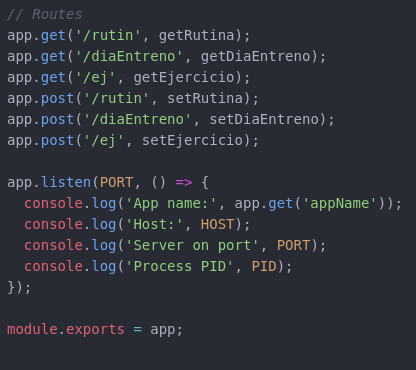 // Routes
app.get('/rutin', getRutina);
app.get('/diaEntreno', getDiaEntreno);
app.get('/ej', getEjercicio);
app.post('/rutin', setRutina);
app.post('/diaEntreno', setDiaEntreno);
app.post('/ej', setEjercicio);

app.listen(PORT, () => {
  console.log('App name:', app.get('appName'));
  console.log('Host:', HOST);
  console.log('Server on port', PORT);
  console.log('Process PID', PID);
});

module.exports = app;